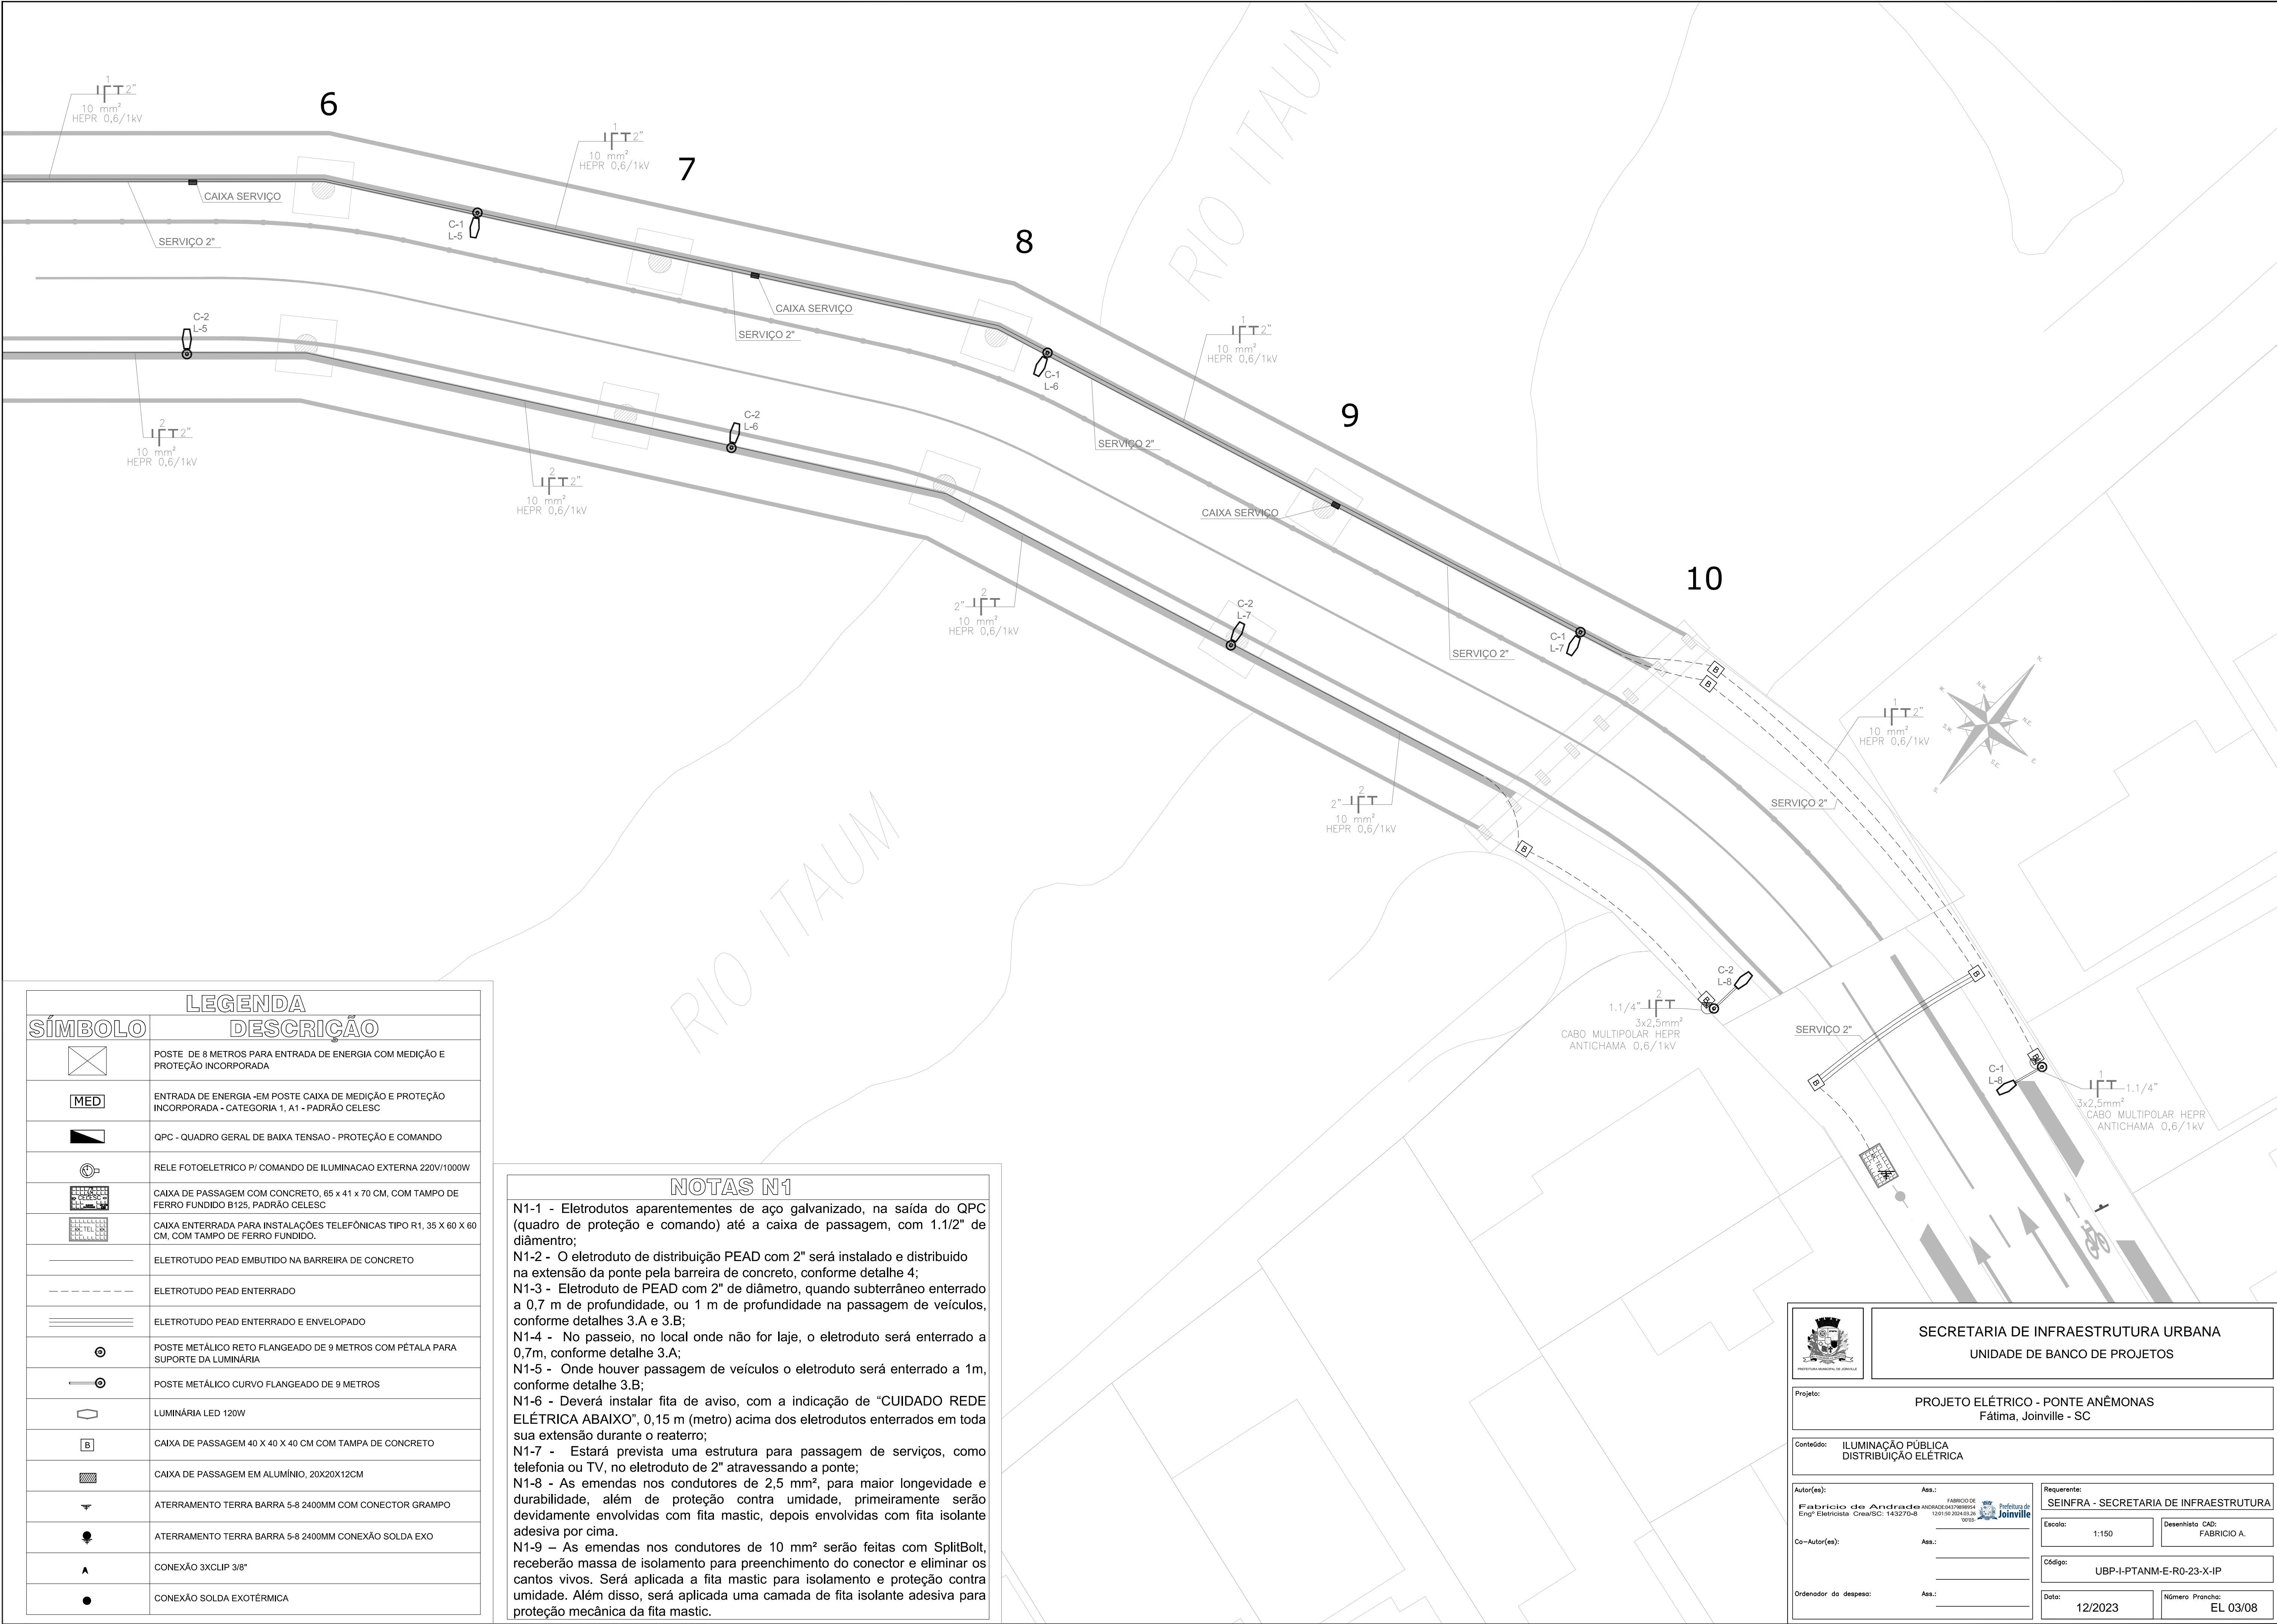 6
7
8
9
10
RIO ITAUM
RIO ITAUM
1
2"
10 mm²
HEPR 0,6/1kV
CAIXA SERVIÇO
SERVIÇO 2"
C-1
L-5
1
2"
10 mm²
HEPR 0,6/1kV
CAIXA SERVIÇO
SERVIÇO 2"
C-2
L-5
2
2"
10 mm²
HEPR 0,6/1kV
C-2
L-6
2
2"
10 mm²
HEPR 0,6/1kV
C-1
L-6
1
2"
10 mm²
HEPR 0,6/1kV
SERVIÇO 2"
CAIXA SERVIÇO
2
2"
10 mm²
HEPR 0,6/1kV
C-2
L-7
C-1
L-7
SERVIÇO 2"
B
B
1
2"
10 mm²
HEPR 0,6/1kV
SERVIÇO 2"
2
2"
10 mm²
HEPR 0,6/1kV
B
N.
N.E.
E.
S.E.
S.
S.W.
W.
N.W.
C-2
L-8
B
2
1.1/4"
3x2,5mm²
CABO MULTIPOLAR HEPR
ANTICHAMA 0,6/1kV
B
SERVIÇO 2"
B
B
C-1
L-8
1
1.1/4"
3x2,5mm²
CABO MULTIPOLAR HEPR
ANTICHAMA 0,6/1kV
TEL
LEGENDA
SÍMBOLO DESCRIÇÃO
POSTE DE 8 METROS PARA ENTRADA DE ENERGIA COM MEDIÇÃO E
PROTEÇÃO INCORPORADA
MED ENTRADA DE ENERGIA -EM POSTE CAIXA DE MEDIÇÃO E PROTEÇÃO
INCORPORADA - CATEGORIA 1, A1 - PADRÃO CELESC
QPC - QUADRO GERAL DE BAIXA TENSAO - PROTEÇÃO E COMANDO
RELE FOTOELETRICO P/ COMANDO DE ILUMINACAO EXTERNA 220V/1000W
CELESC CAIXA DE PASSAGEM COM CONCRETO, 65 x 41 x 70 CM, COM TAMPO DE
FERRO FUNDIDO B125, PADRÃO CELESC
TEL CAIXA ENTERRADA PARA INSTALAÇÕES TELEFÔNICAS TIPO R1, 35 X 60 X 60
CM, COM TAMPO DE FERRO FUNDIDO.
ELETROTUDO PEAD EMBUTIDO NA BARREIRA DE CONCRETO
ELETROTUDO PEAD ENTERRADO
ELETROTUDO PEAD ENTERRADO E ENVELOPADO
POSTE METÁLICO RETO FLANGEADO DE 9 METROS COM PÉTALA PARA
SUPORTE DA LUMINÁRIA
POSTE METÁLICO CURVO FLANGEADO DE 9 METROS
LUMINÁRIA LED 120W
B CAIXA DE PASSAGEM 40 X 40 X 40 CM COM TAMPA DE CONCRETO
CAIXA DE PASSAGEM EM ALUMÍNIO, 20X20X12CM
ATERRAMENTO TERRA BARRA 5-8 2400MM COM CONECTOR GRAMPO
ATERRAMENTO TERRA BARRA 5-8 2400MM CONEXÃO SOLDA EXO
CONEXÃO 3XCLIP 3/8"
CONEXÃO SOLDA EXOTÉRMICA
NOTAS N1
N1-1 - Eletrodutos aparentementes de aço galvanizado, na saída do QPC
(quadro de proteção e comando) até a caixa de passagem, com 1.1/2" de
diâmentro;
N1-2 - O eletroduto de distribuição PEAD com 2" será instalado e distribuido
na extensão da ponte pela barreira de concreto, conforme detalhe 4;
N1-3 - Eletroduto de PEAD com 2" de diâmetro, quando subterrâneo enterrado
a 0,7 m de profundidade, ou 1 m de profundidade na passagem de veículos,
conforme detalhes 3.A e 3.B;
N1-4 - No passeio, no local onde não for laje, o eletroduto será enterrado a
0,7m, conforme detalhe 3.A;
N1-5 - Onde houver passagem de veículos o eletroduto será enterrado a 1m,
conforme detalhe 3.B;
N1-6 - Deverá instalar fita de aviso, com a indicação de “CUIDADO REDE
ELÉTRICA ABAIXO”, 0,15 m (metro) acima dos eletrodutos enterrados em toda
sua extensão durante o reaterro;
N1-7 - Estará prevista uma estrutura para passagem de serviços, como
telefonia ou TV, no eletroduto de 2" atravessando a ponte;
N1-8 - As emendas nos condutores de 2,5 mm², para maior longevidade e
durabilidade, além de proteção contra umidade, primeiramente serão
devidamente envolvidas com fita mastic, depois envolvidas com fita isolante
adesiva por cima.
N1-9 – As emendas nos condutores de 10 mm² serão feitas com SplitBolt,
receberão massa de isolamento para preenchimento do conector e eliminar os
cantos vivos. Será aplicada a fita mastic para isolamento e proteção contra
umidade. Além disso, será aplicada uma camada de fita isolante adesiva para
proteção mecânica da fita mastic.
PREFEITURA MUNICIPAL DE JOINVILLE
SECRETARIA DE INFRAESTRUTURA URBANA
UNIDADE DE BANCO DE PROJETOS
Projeto:
PROJETO ELÉTRICO - PONTE ANÊMONAS
Fátima, Joinville - SC
Conteúdo: ILUMINAÇÃO PÚBLICA
DISTRIBUIÇÃO ELÉTRICA
Autor(es): Ass.:
Fabricio de Andrade
Engº Eletricista Crea/SC: 143270-8
FABRICIO DE
ANDRADE:04379898954
12:01:50 2024.03.26
Prefeitura de
Joinville
Co-Autor(es): Ass.:
Ordenador da despesa: Ass.:
Requerente:
SEINFRA - SECRETARIA DE INFRAESTRUTURA
Escala:
1:150
Desenhista CAD:
FABRICIO A.
Código:
UBP-I-PTANM-E-R0-23-X-IP
Data:
12/2023
Número Prancha:
EL 03/08